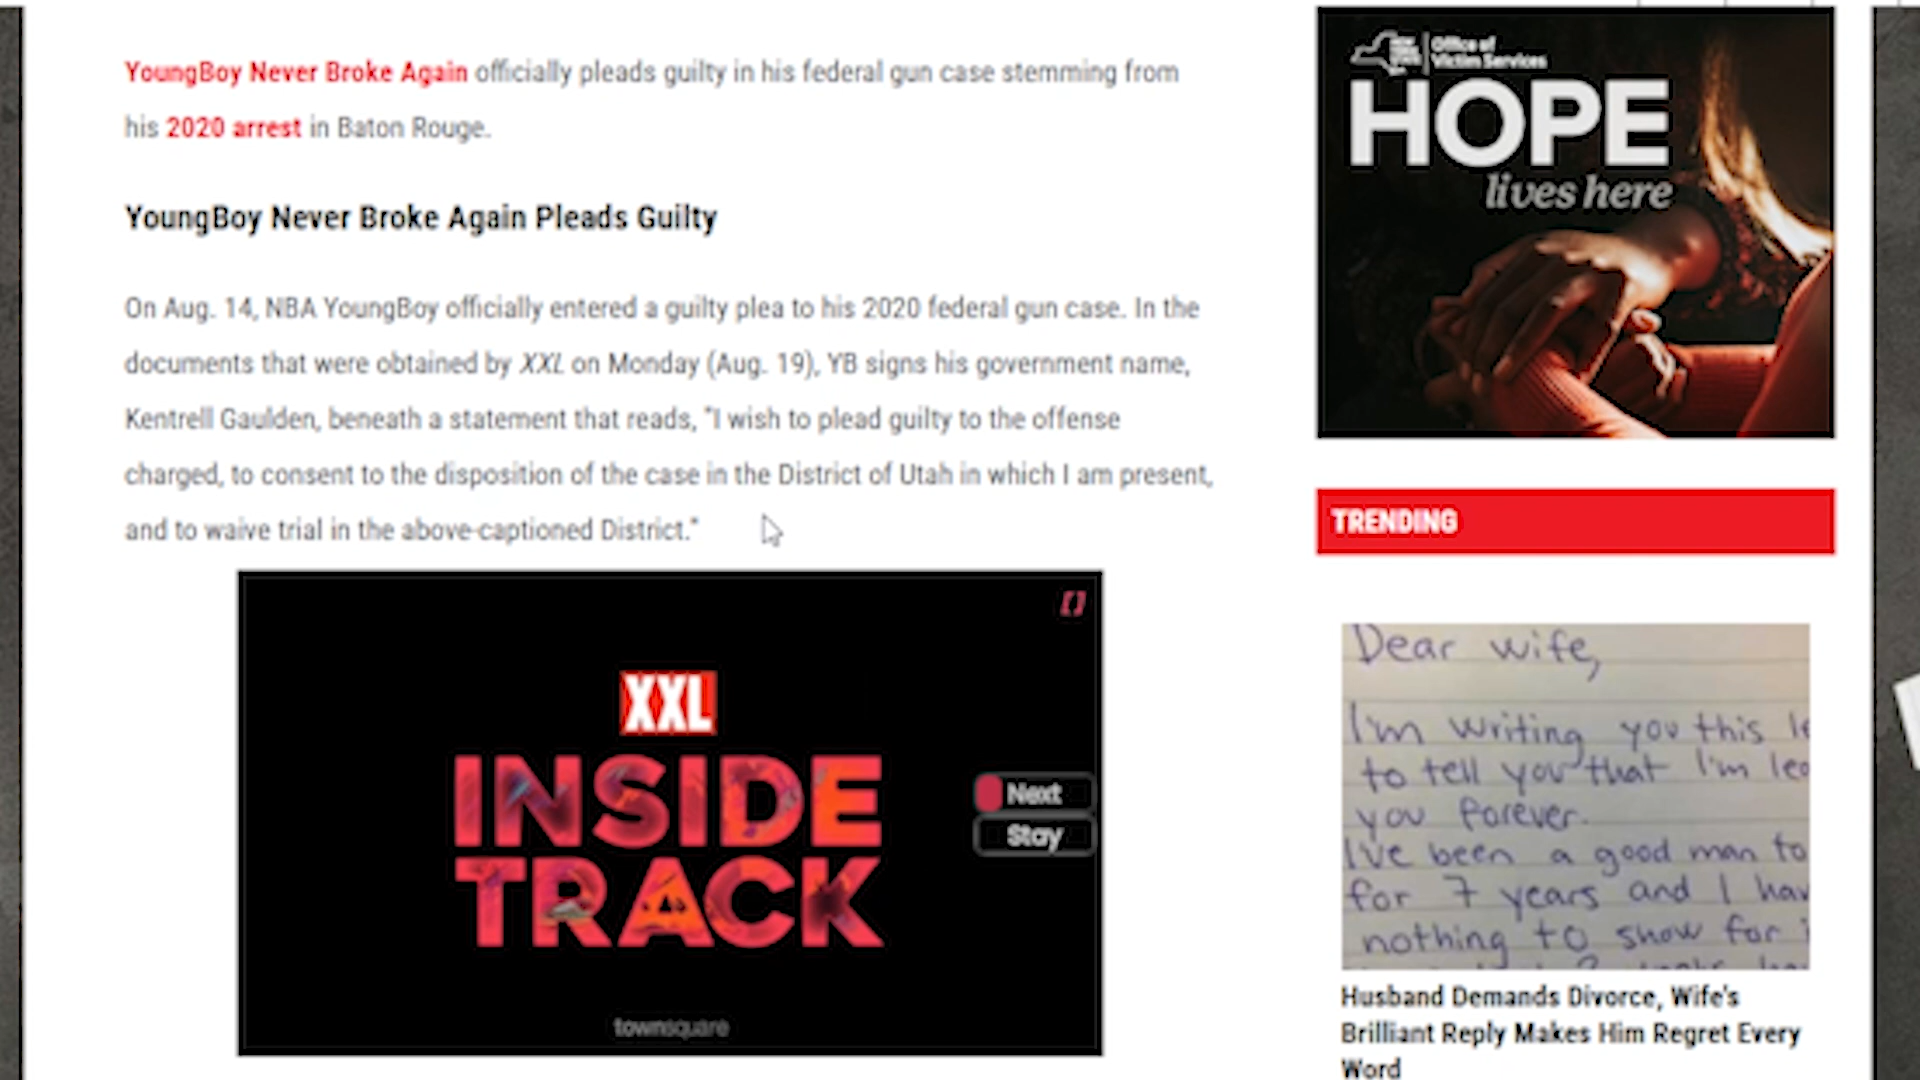 YoungBoy Never Broke Again officially pleads guilty in his federal gun case stemming from
his 2020 arrest in Baton Rouge.
YoungBoy Never Broke Again Pleads Guilty
On Aug. 14, NBA YoungBoy officially entered a guilty plea to his 2020 federal gun case. In the
documents that were obtained by XXL on Monday (Aug. 19), YB signs his government name,
Kentrell Gaulden, beneath a statement that reads, "I wish to plead guilty to the offense
charged, to consent to the disposition of the case in the District of Utah in which I am present,
and to waive trial in the above-captioned District."
XXL
INSIDE
TRACK
Next
Stay
townsquare
Office of
Victim Services
HOPE
lives here
TRENDING
Dear wife,
I'm writing you this le
to tell you that I'm lea
you forever.
I've been a good man to
for 7 years and I hav
nothing to show for i
Husband Demands Divorce, Wife's
Brilliant Reply Makes Him Regret Every
Word